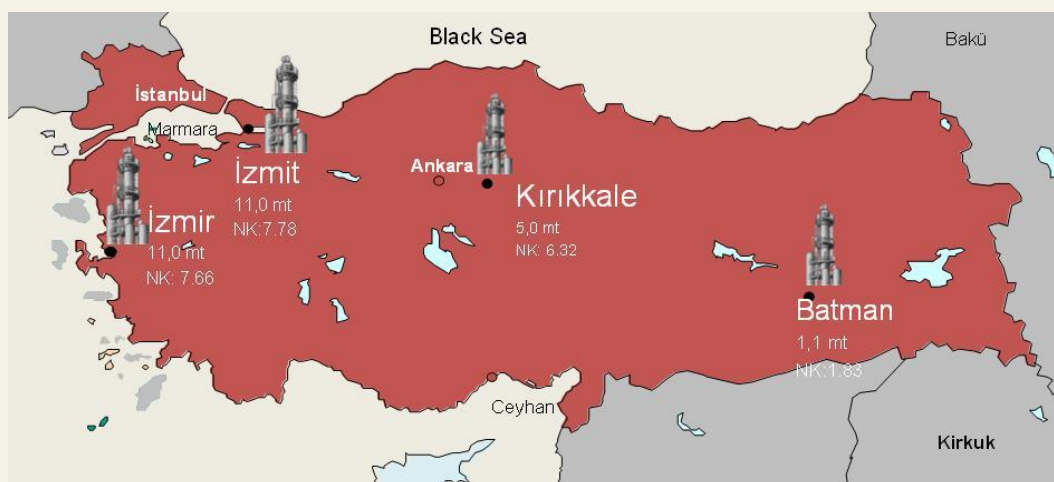 Black Sea
Bakü
İstanbul
Marmara
İzmit
11,0 mt
NK:7.78
Ankara
Kırıkkale
5,0 mt
NK: 6.32
İzmir
11,0 mt
NK: 7.66
Batman
1,1 mt
NK:1.83
Ceyhan
Kirkuk